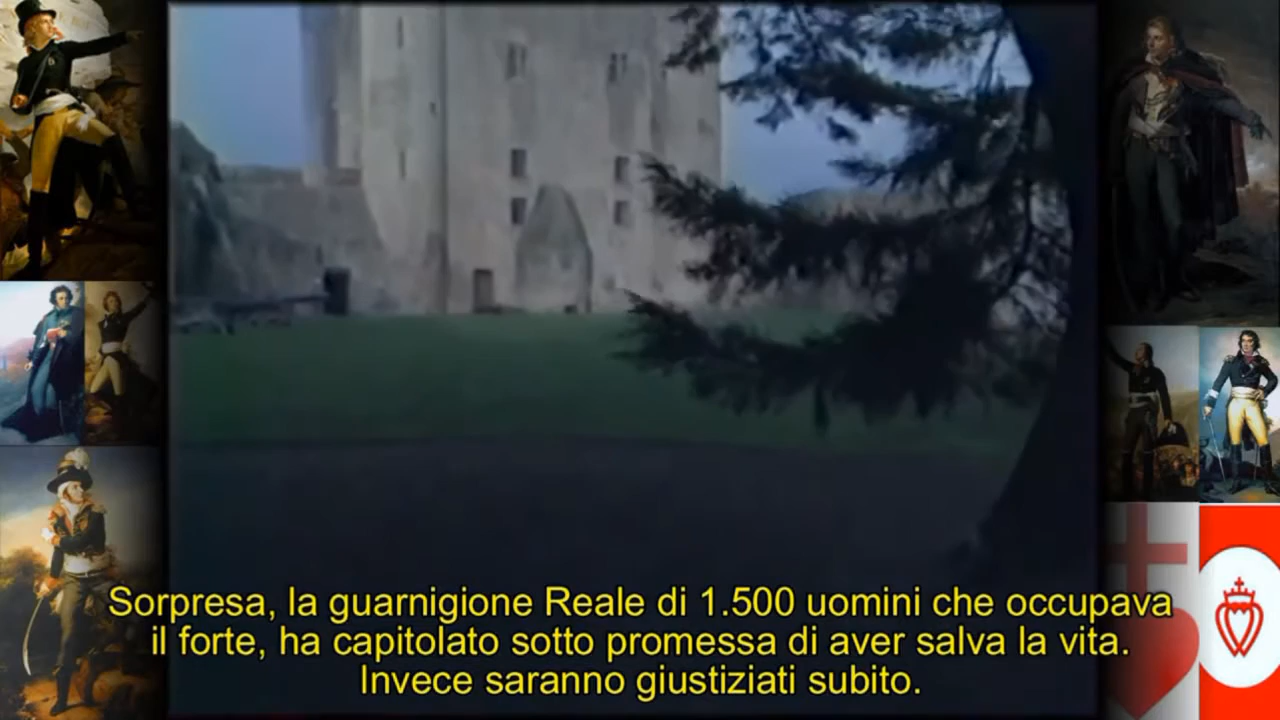 Sorpresa, la guarnigione Reale di 1.500 uomini che occupava
il forte, ha capitolato sotto promessa di aver salva la vita.
Invece saranno giustiziati subito.